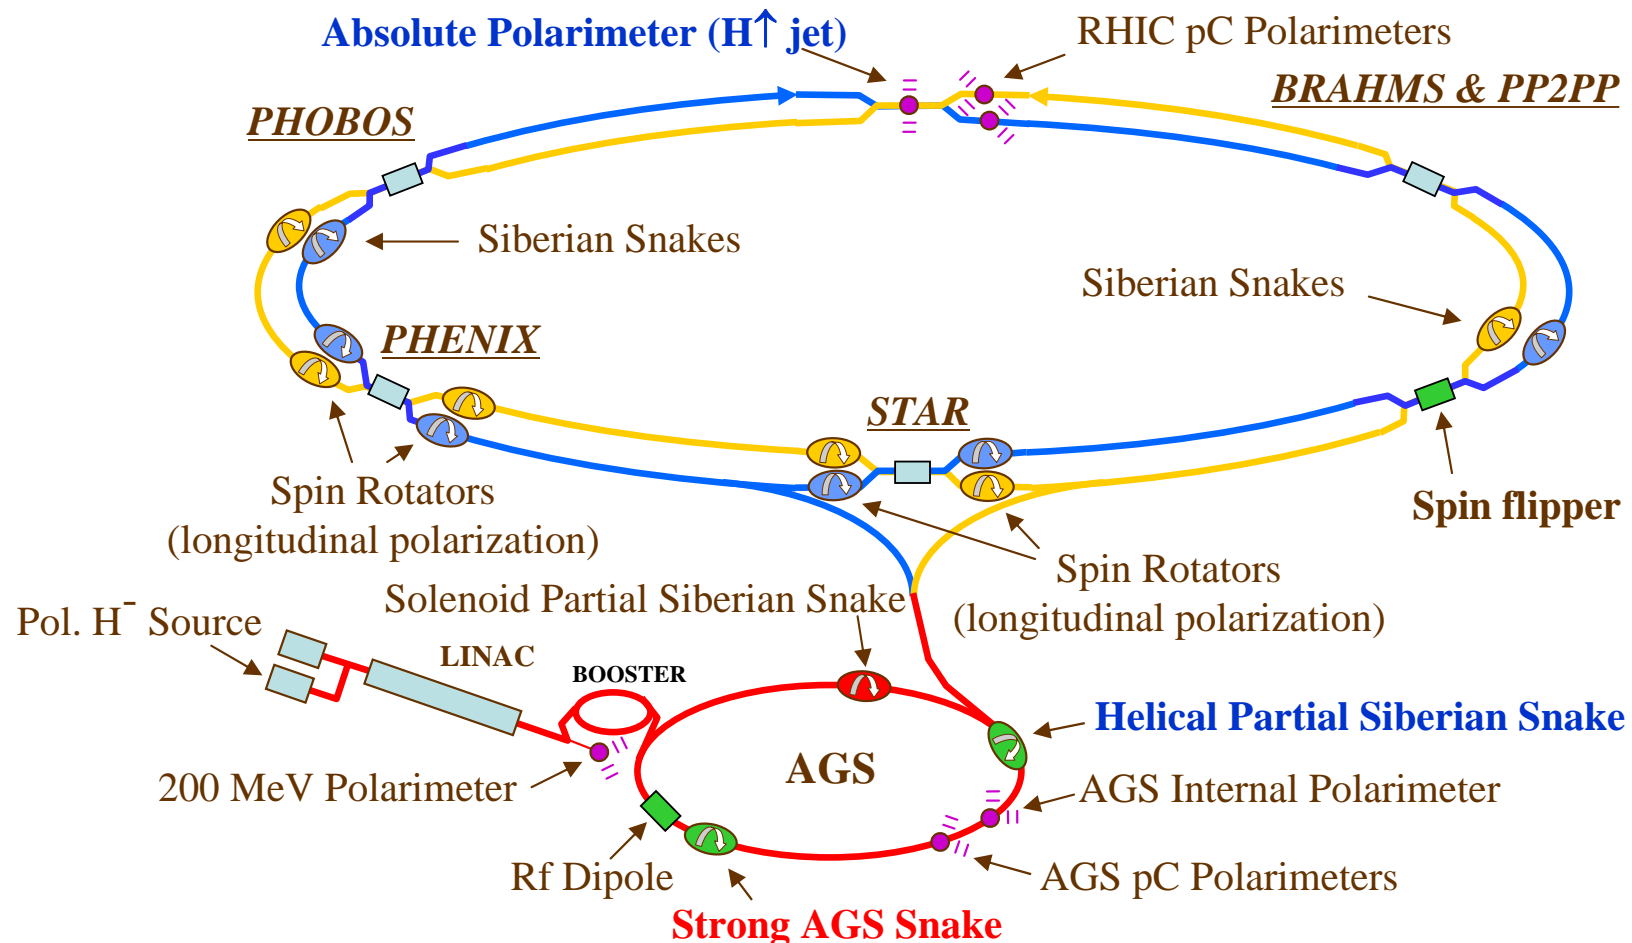 Absolute Polarimeter (H↑ jet)
RHIC pC Polarimeters
BRAHMS & PP2PP
PHOBOS
Siberian Snakes
Siberian Snakes
PHENIX
STAR
Spin Rotators
(longitudinal polarization)
Spin flipper
Spin Rotators
(longitudinal polarization)
Solenoid Partial Siberian Snake
Pol. H⁻ Source
LINAC
BOOSTER
Helical Partial Siberian Snake
AGS
200 MeV Polarimeter
AGS Internal Polarimeter
Rf Dipole
AGS pC Polarimeters
Strong AGS Snake